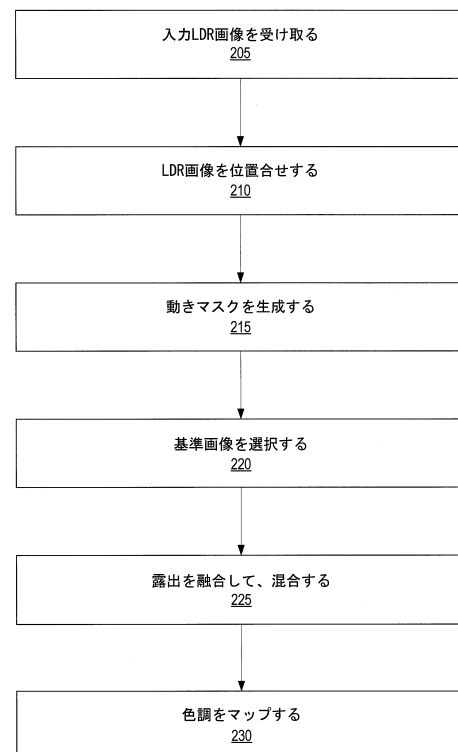 入力LDR画像を受け取る
205
LDR画像を位置合せする
210
動きマスクを生成する
215
基準画像を選択する
220
露出を融合して、混合する
225
色調をマップする
230